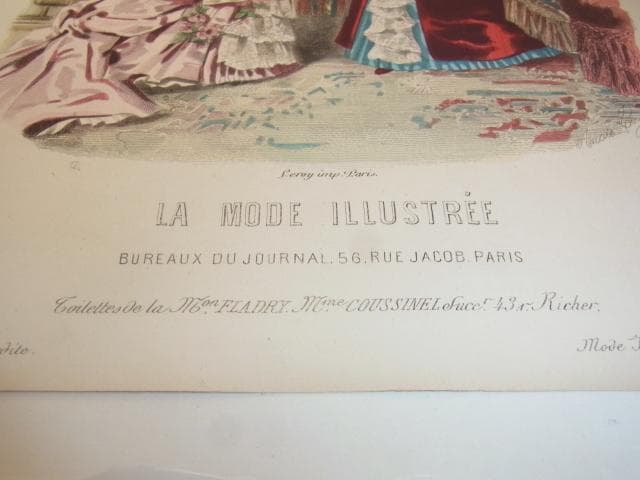 Leroy imp. Paris.
LA MODE ILLUSTRÉE
BUREAUX DU JOURNAL, 56, RUE JACOB PARIS
Toilettes de la Mon FLADRY. Mme COUSSINEL Succr 43, r. Richer.
Mode